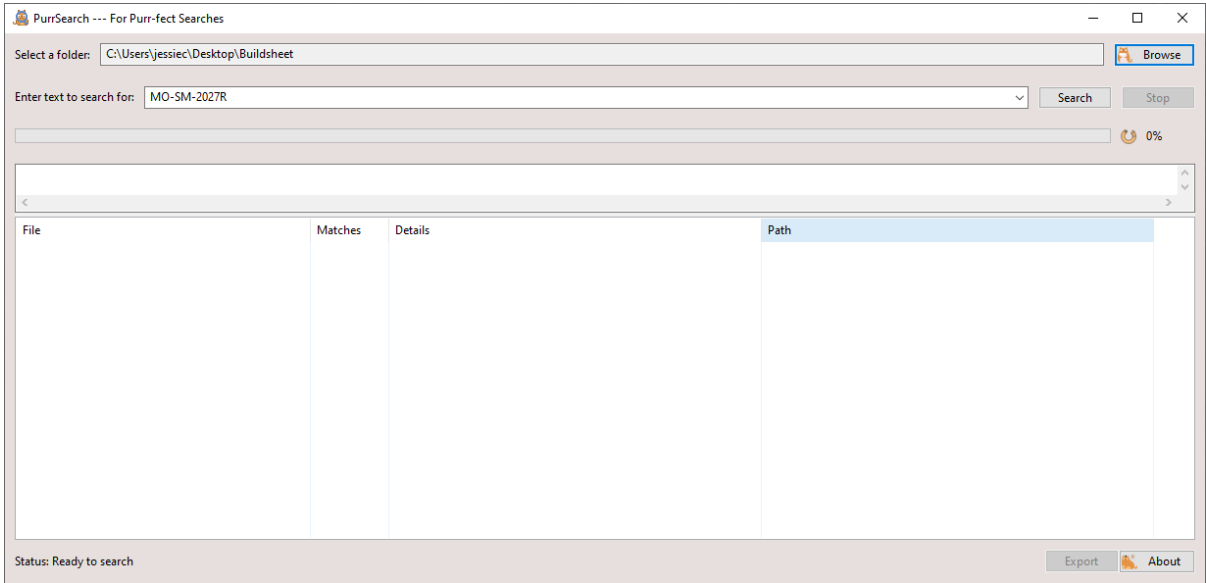 PurrSearch --- For Purr-fect Searches
Select a folder: C:\Users\jessiec\Desktop\Buildsheet Browse
Enter text to search for: MO-SM-2027R Search Stop
0%
File Matches Details Path
Status: Ready to search Export About